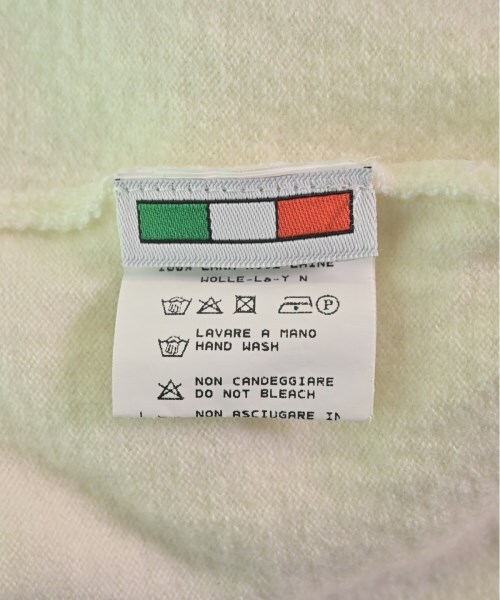 WOLLE-La-Y N
P
LAVARE A MANO
HAND WASH
NON CANDEGGIARE
DO NOT BLEACH
NON ASCIUGARE IN